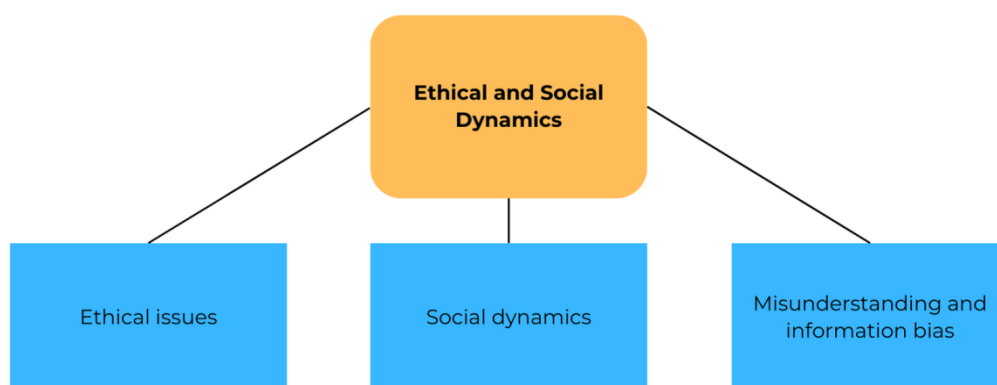 Ethical and Social
Dynamics
Ethical issues
Social dynamics
Misunderstanding and
information bias